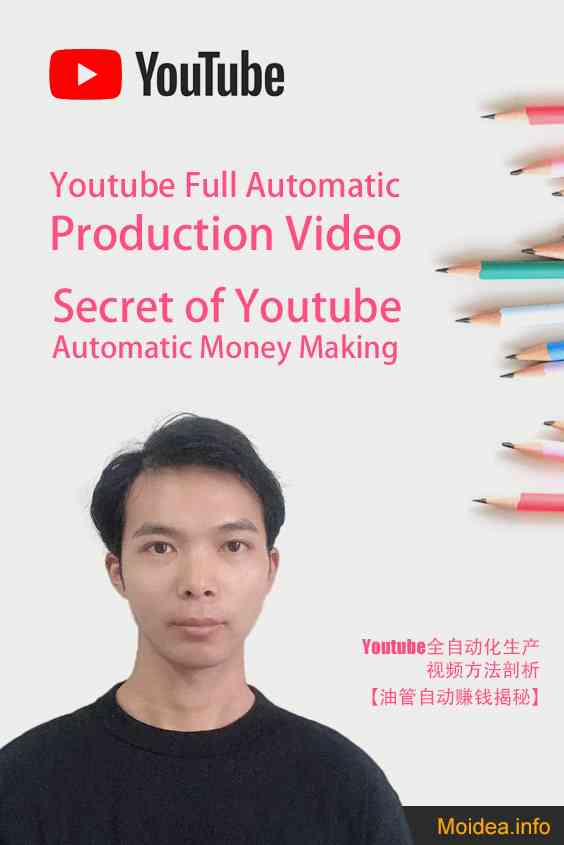 YouTube
Youtube Full Automatic
Production Video
Secret of Youtube
Automatic Money Making
Youtube全自动化生产
视频方法剖析
【油管自动赚钱揭秘】
Moidea.info